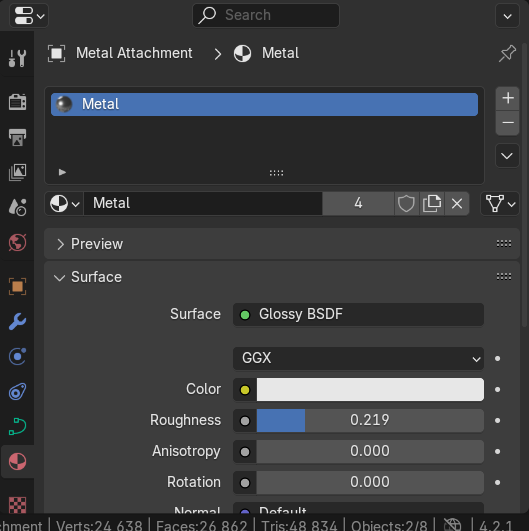 Search
Metal Attachment > Metal
Metal
Metal 4
Preview
Surface
Surface Glossy BSDF
GGX
Color
Roughness 0.219
Anisotropy 0.000
Rotation 0.000
Normal Default
chment | Verts:24 638 | Faces:26 862 | Tris:48 834 | Objects:2/8 | 4.2.1